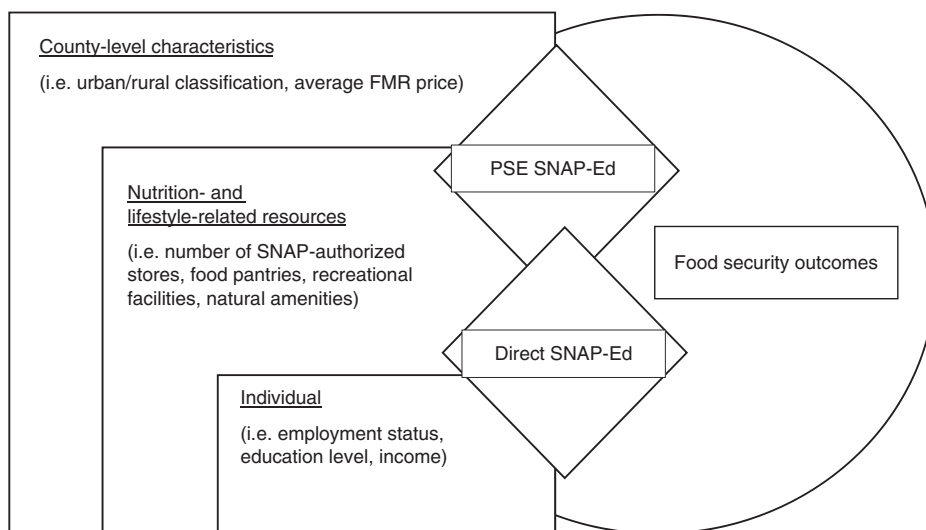 County-level characteristics
(i.e. urban/rural classification, average FMR price)
PSE SNAP-Ed
Nutrition- and
lifestyle-related resources
(i.e. number of SNAP-authorized
stores, food pantries, recreational
facilities, natural amenities)
Food security outcomes
Direct SNAP-Ed
Individual
(i.e. employment status,
education level, income)